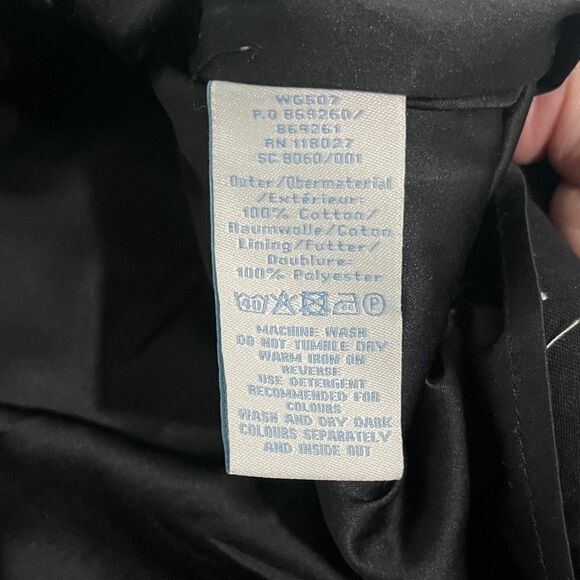 WG507
P.O 869260/
869261
RN 118027
SC.8060/001
Outer/Obermaterial
/Extérieur:
100% Cotton/
Baumwolle/Coton
Lining/Futter/
Doublure:
100% Polyester
40 P
MACHINE WASH
DO NOT TUMBLE DRY
WARM IRON ON
REVERSE
USE DETERGENT
RECOMMENDED FOR
COLOURS
WASH AND DRY DARK
COLOURS SEPARATELY
AND INSIDE OUT